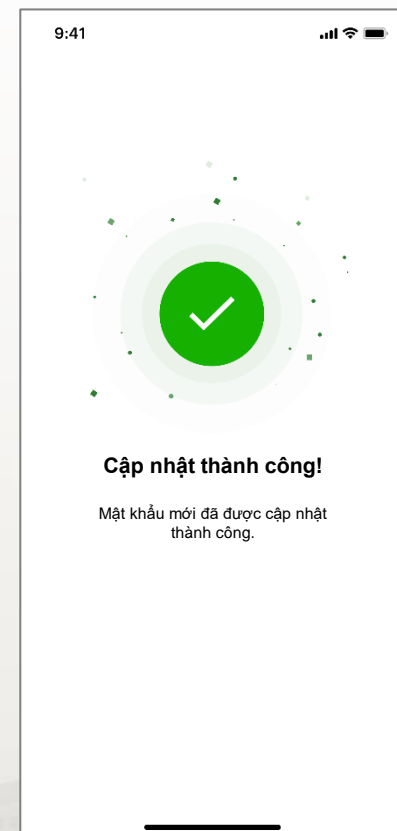 9:41
Cập nhật thành công!
Mật khẩu mới đã được cập nhật
thành công.